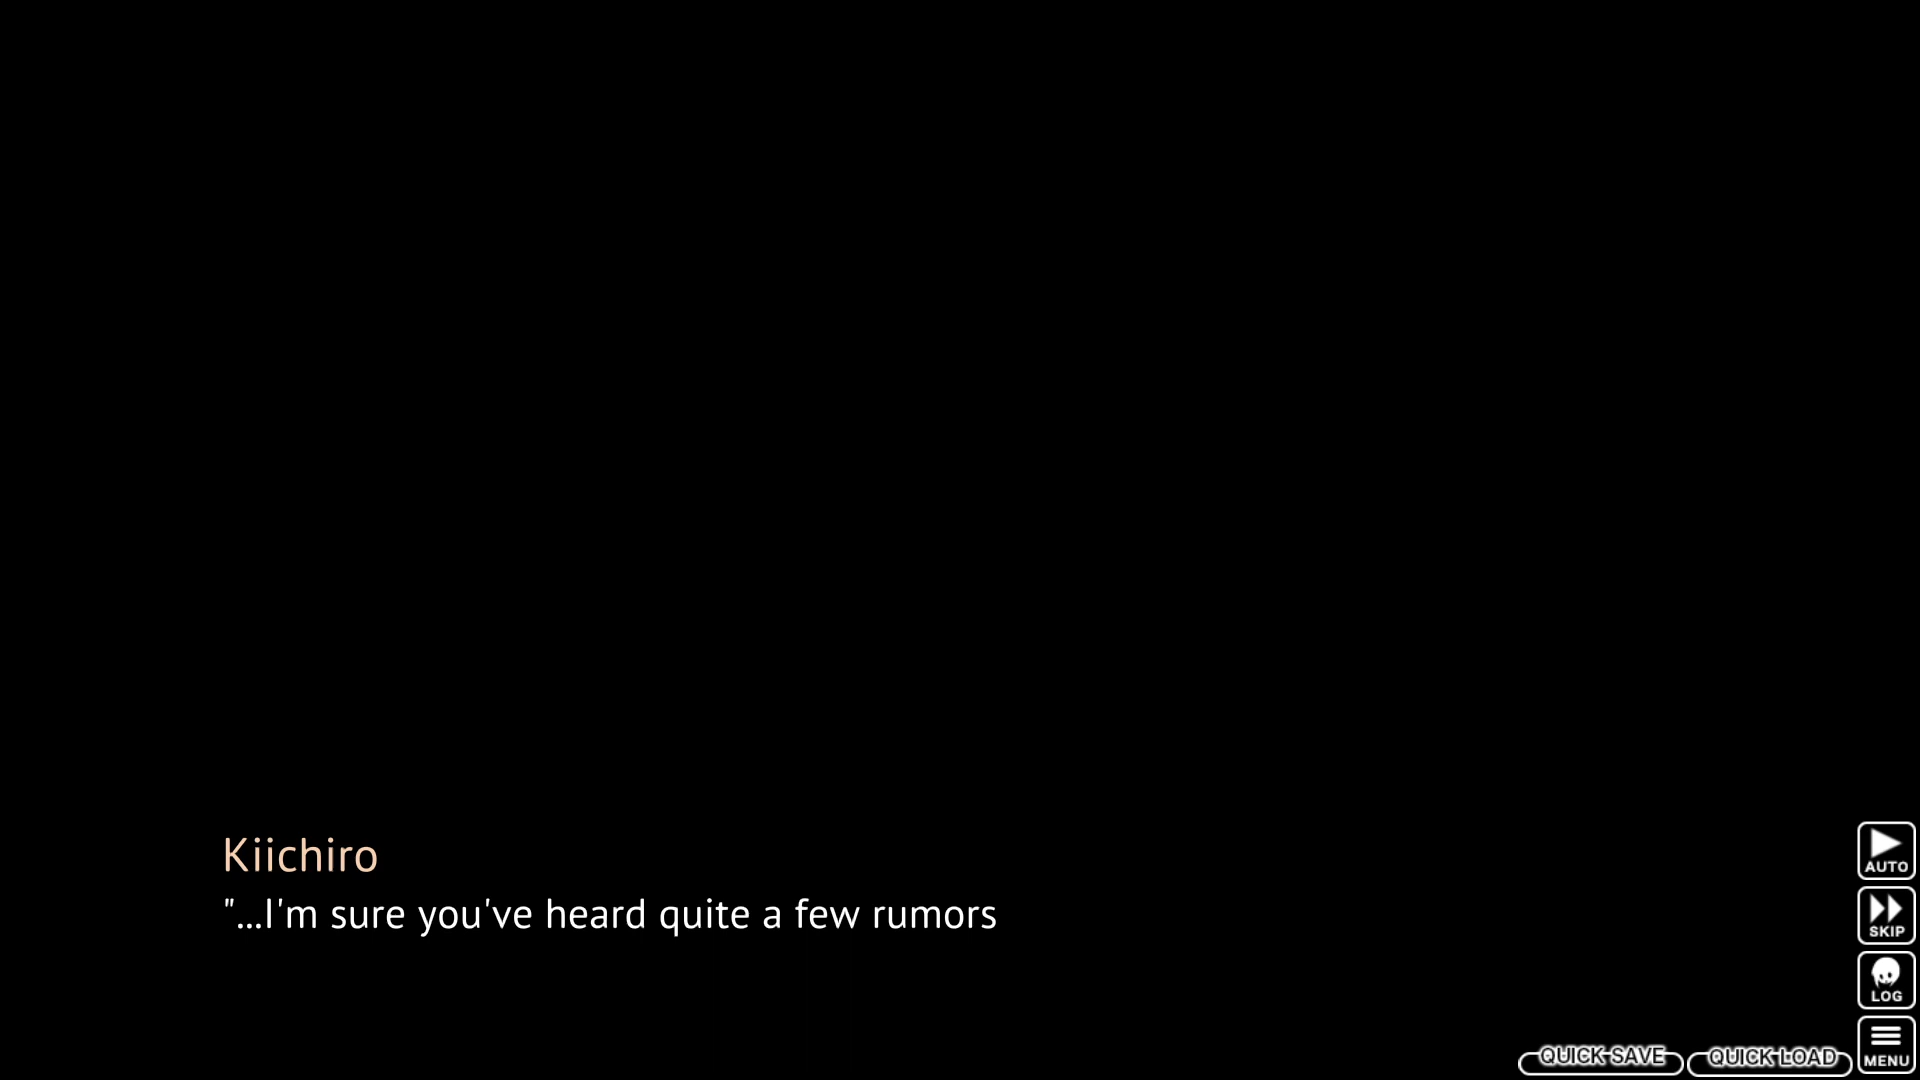 Kiichiro
"...I'm sure you've heard quite a few rumors
AUTO
SKIP
LOG
MENU
QUICK SAVE
QUICK LOAD